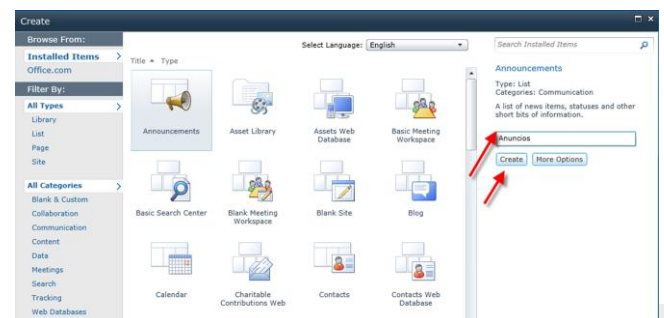 Create
Browse From:
Installed Items
Office.com
Filter By:
All Types
Library
List
Page
Site
All Categories
Blank & Custom
Collaboration
Communication
Content
Data
Meetings
Search
Tracking
Web Databases
Select Language: English
Title Type
Announcements
Asset Library
Assets Web
Database
Basic Meeting
Workspace
Basic Search Center
Blank Meeting
Workspace
Blank Site
Blog
Calendar
Charitable
Contributions Web
Contacts
Contacts Web
Database
Search Installed Items
Announcements
Type: List
Categories: Communication
A list of news items, statuses and other
short bits of information.
Anuncios
Create More Options